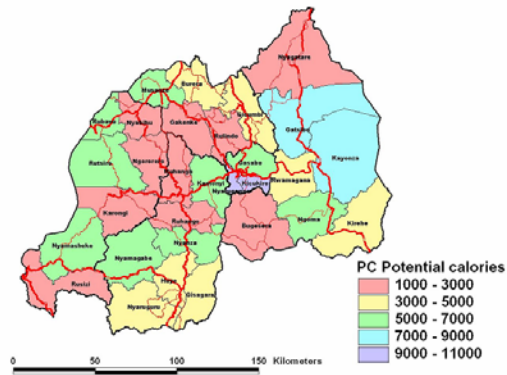 Nyagatare
Burera
Musanze
Gicumbi
Rubavu
Nyabihu
Gakenke
Rulindo
Gatsibo
Kayonza
Rutsiro
Ngororero
Muhanga
Kamonyi
Gasabo
Kicukiro
Rwamagana
Karongi
Ruhango
Bugesera
Ngoma
Kirehe
Nyamasheke
Nyamagabe
Nyanza
Rusizi
Huye
Gisagara
Nyaruguru
PC Potential calories
1000 - 3000
3000 - 5000
5000 - 7000
7000 - 9000
9000 - 11000
0 50 100 150 Kilometers